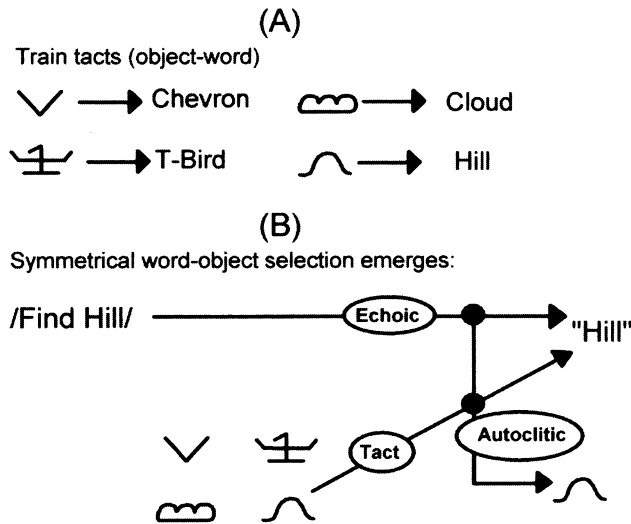 (A)
Train tacts (object-word)
Chevron
Cloud
T-Bird
Hill
(B)
Symmetrical word-object selection emerges:
/Find Hill/
Echoic
"Hill"
Tact
Autoclitic